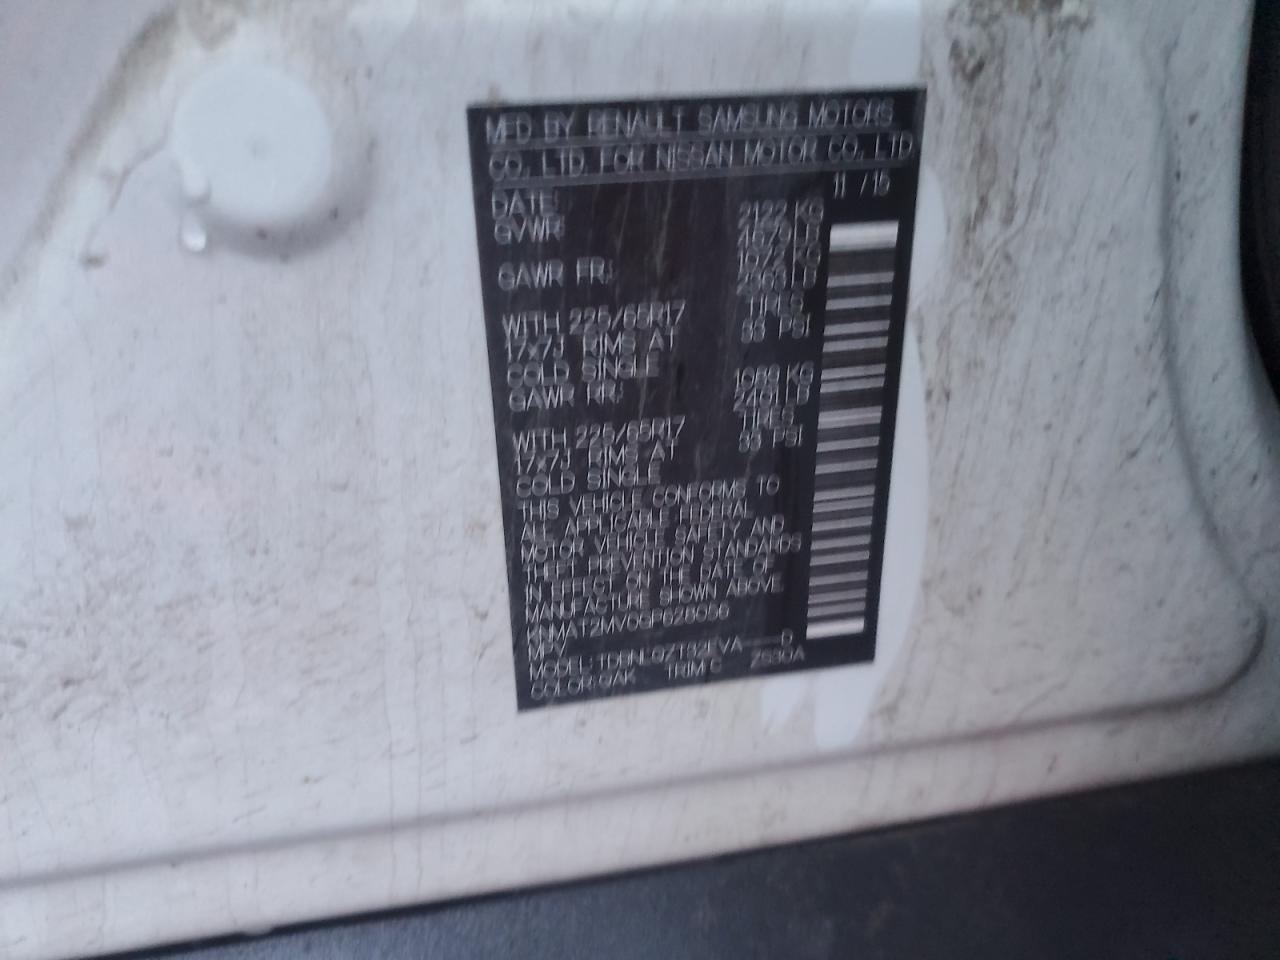 MFD BY RENAULT SAMSUNG MOTORS
CO., LTD. FOR NISSAN MOTOR CO., LTD
DATE: 11 /15
GVWR: 2122 KG
LB
GAWR FR: 1072 KG
2363 LB
WITH 225/65R17 TIRES
17x7J RIMS AT 33 PSI
COLD SINGLE
GAWR RR: KG
LB
WITH 225/65R17 TIRES
17x7J RIMS AT 33 PSI
COLD SINGLE
THIS VEHICLE CONFORMS TO
ALL APPLICABLE FEDERAL
MOTOR VEHICLE SAFETY AND
THEFT PREVENTION STANDARDS
IN EFFECT ON THE DATE OF
MANUFACTURE SHOWN ABOVE
MPV
MODEL:
COLOR:QAK TRIM:C